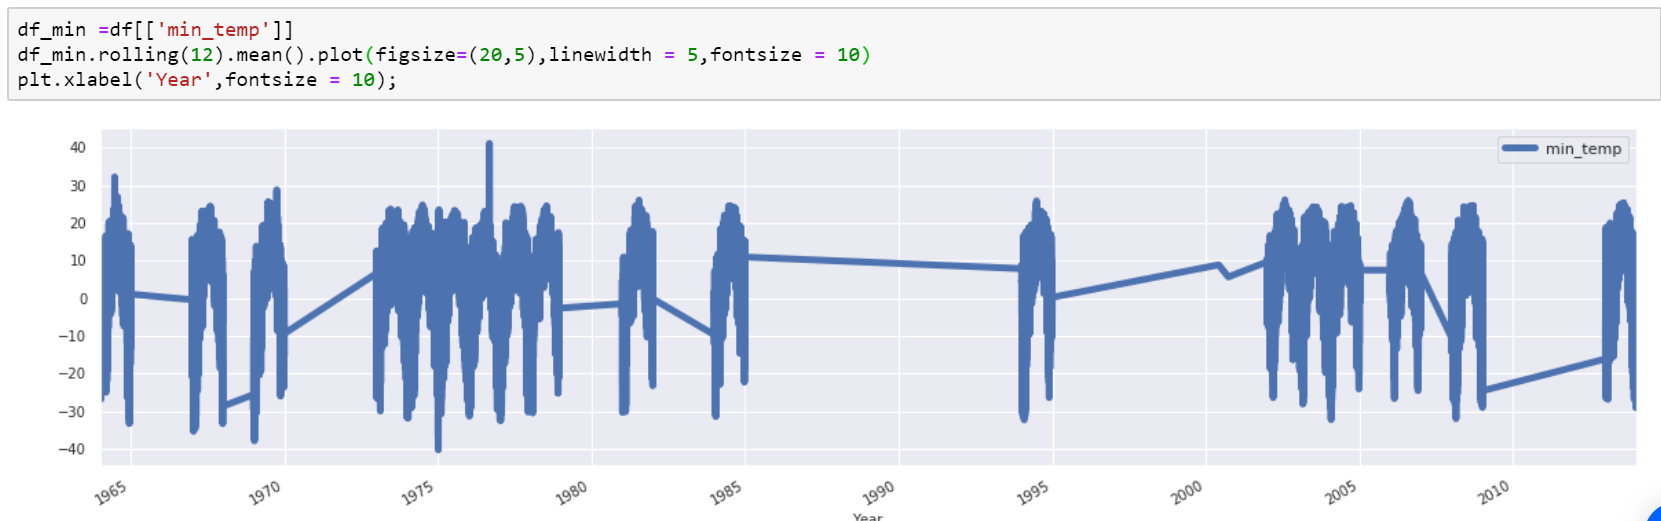 df_min =df[['min_temp']]
df_min.rolling(12).mean().plot(figsize=(20,5),linewidth = 5,fontsize = 10)
plt.xlabel('Year',fontsize = 10);
min_temp
40
30
20
10
0
−10
−20
−30
−40
1965 1970 1975 1980 1985 1990 1995 2000 2005 2010
Year